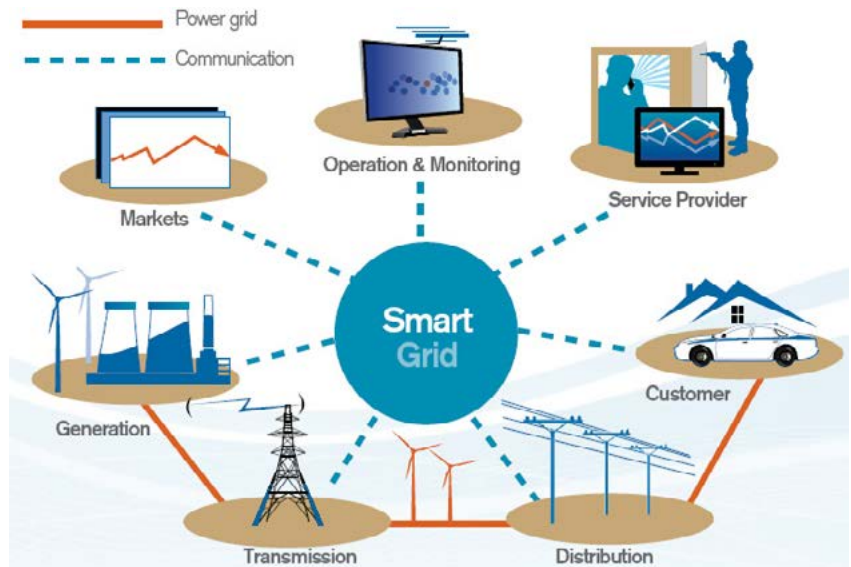 Power grid
Communication
Operation & Monitoring
Service Provider
Markets
Smart
Grid
Customer
Generation
Transmission
Distribution